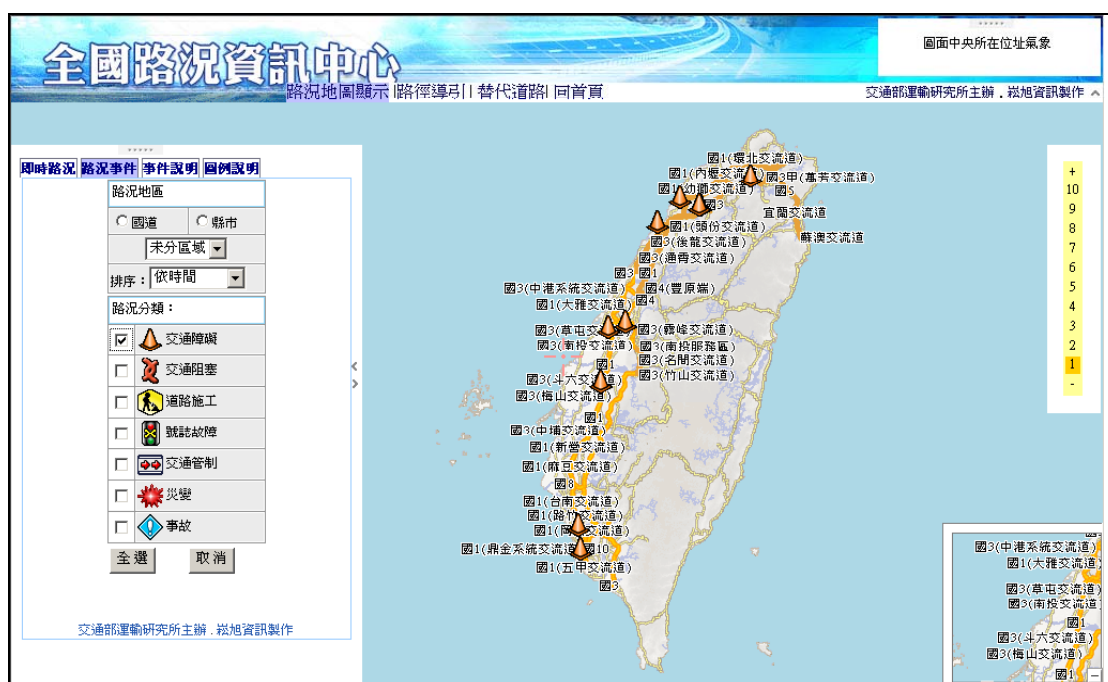 全國路況資訊中心
圖面中央所在位址氣象
路況地圖顯示 |路徑導引| 替代道路| 回首頁
交通部運輸研究所主辦．崧旭資訊製作
即時路況 路況事件 事件説明 圖例説明
路況地區
國道 縣市
未分區域
排序：依時間
路況分類：
交通障礙
交通阻塞
道路施工
號誌故障
交通管制
災變
事故
全選 取消
交通部運輸研究所主辦．崧旭資訊製作
國1(環北交流道)
國1(內壢交流道)
國3甲(萬芳交流道)
國1(幼獅交流道)
國5
國3
宜蘭交流道
國1(頭份交流道)
蘇澳交流道
國3(後龍交流道)
國3(通霄交流道)
國3 國1
國3(中港系統交流道)
國4(豐原端)
國1(大雅交流道)
國4
國3(草屯交
國3(霧峰交流道)
國3(南投交流道)
國3(南投服務區)
國3(名間交流道)
國1
國3(竹山交流道)
國3(斗六交 道)
國3(梅山交流道)
國1
國3(中埔交流道)
國1(新營交流道)
國1(麻豆交流道)
國8
國1(台南交流道)
國1(路竹交流道)
國1(岡 交流道)
國1(鼎金系統交流道
國10
國1(五甲交流道)
國3
+
10
9
8
7
6
5
4
3
2
1
-
國3(中港系統交流道)
國1(大雅交流道)
國3(草屯交流道)
國3(南投交流道
國1
國3(斗六交流道)
國3(梅山交流道)
國1